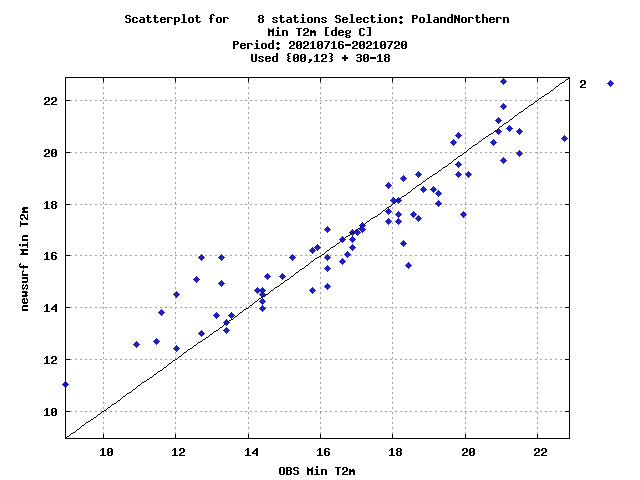 Scatterplot for    8 stations Selection: PolandNorthern
Min T2m [deg C]
Period: 20210716-20210720
Used {00,12} + 30-18
2
22
20
18
16
14
12
10
newsurf Min T2m
10 12 14 16 18 20 22
OBS Min T2m